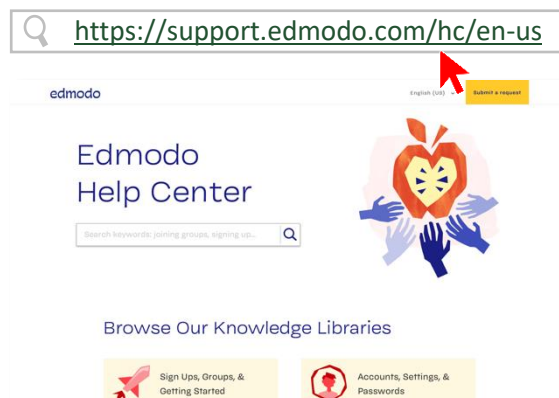 https://support.edmodo.com/hc/en-us
edmodo
English (US)
Submit a request
Edmodo
Help Center
Search keywords: joining groups, signing up...
Browse Our Knowledge Libraries
Sign Ups, Groups, &
Getting Started
Accounts, Settings, &
Passwords